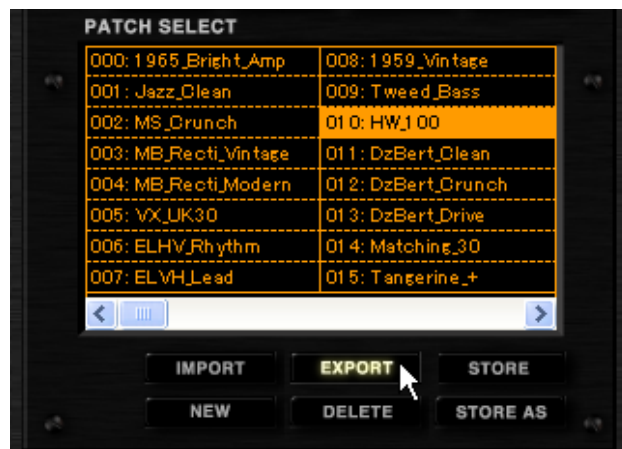 PATCH SELECT
000: 1965_Bright_Amp
001: Jazz_Clean
002: MS_Crunch
003: MB_Recti_Vintage
004: MB_Recti_Modern
005: VX_UK30
006: ELHV_Rhythm
007: ELVH_Lead
008: 1959_Vintage
009: Tweed_Bass
010: HW_100
011: DzBert_Clean
012: DzBert_Crunch
013: DzBert_Drive
014: Matching_30
015: Tangerine_+
IMPORT
EXPORT
STORE
NEW
DELETE
STORE AS